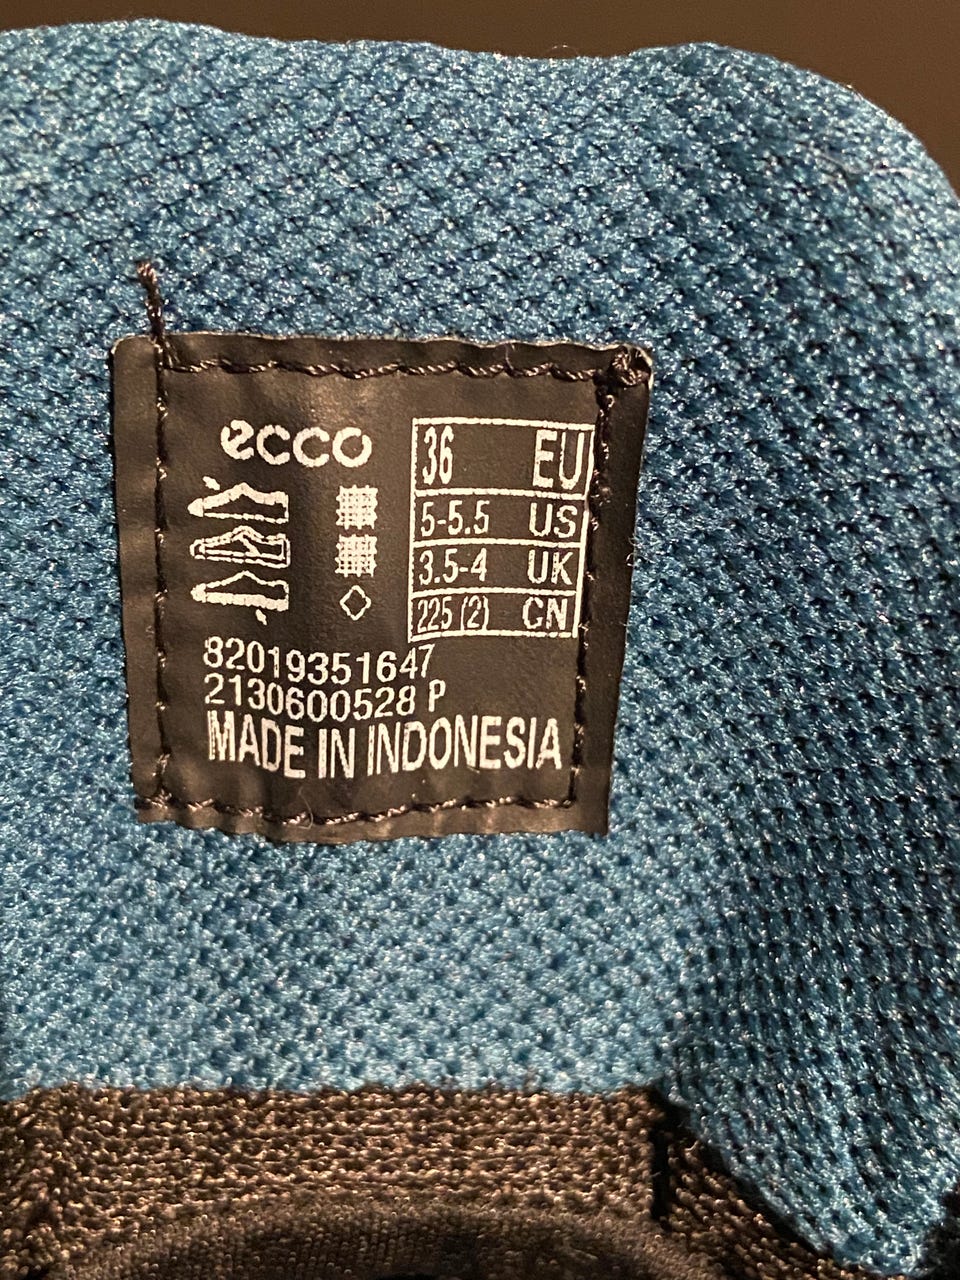 ecco
36 EU
5-5.5 US
3.5-4 UK
225 (2) CN
82019351647
2130600528 P
MADE IN INDONESIA